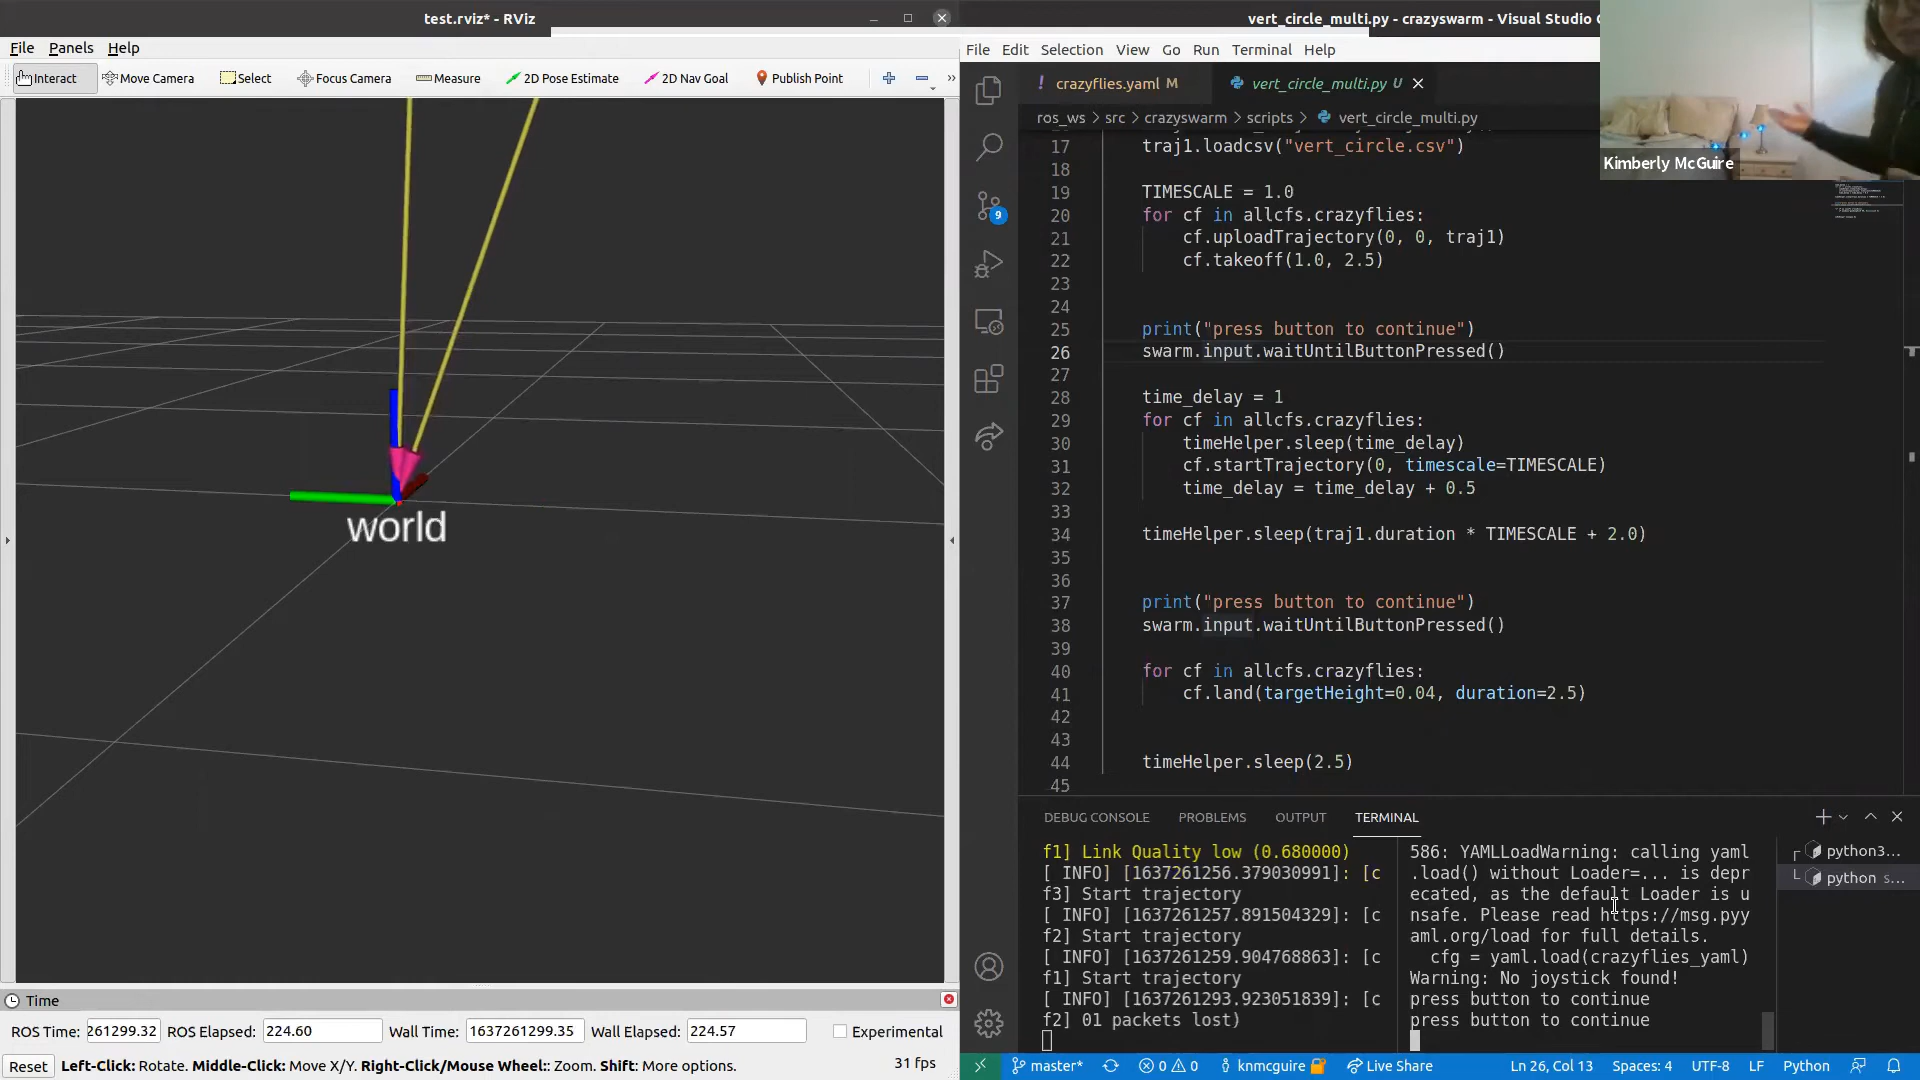 test.rviz* - RViz
File Panels Help
Interact Move Camera Select Focus Camera Measure 2D Pose Estimate 2D Nav Goal Publish Point
world
Time
ROS Time: 261299.32 ROS Elapsed: 224.60 Wall Time: 1637261299.35 Wall Elapsed: 224.57 Experimental
Reset Left-Click: Rotate. Middle-Click: Move X/Y. Right-Click/Mouse Wheel:: Zoom. Shift: More options. 31 fps
vert_circle_multi.py - crazyswarm - Visual Studio
File Edit Selection View Go Run Terminal Help
! crazyflies.yaml M vert_circle_multi.py U
ros_ws > src > crazyswarm > scripts > vert_circle_multi.py
Kimberly McGuire
17 traj1.loadcsv("vert_circle.csv")
18
19 TIMESCALE = 1.0
20 for cf in allcfs.crazyflies:
21 cf.uploadTrajectory(0, 0, traj1)
22 cf.takeoff(1.0, 2.5)
23
24
25 print("press button to continue")
26 swarm.input.waitUntilButtonPressed()
27
28 time_delay = 1
29 for cf in allcfs.crazyflies:
30 timeHelper.sleep(time_delay)
31 cf.startTrajectory(0, timescale=TIMESCALE)
32 time_delay = time_delay + 0.5
33
34 timeHelper.sleep(traj1.duration * TIMESCALE + 2.0)
35
36
37 print("press button to continue")
38 swarm.input.waitUntilButtonPressed()
39
40 for cf in allcfs.crazyflies:
41 cf.land(targetHeight=0.04, duration=2.5)
42
43
44 timeHelper.sleep(2.5)
45
9
DEBUG CONSOLE PROBLEMS OUTPUT TERMINAL
f1] Link Quality low (0.680000)
[ INFO] [1637261256.379030991]: [c
f3] Start trajectory
[ INFO] [1637261257.891504329]: [c
f2] Start trajectory
[ INFO] [1637261259.904768863]: [c
f1] Start trajectory
[ INFO] [1637261293.923051839]: [c
f2] 01 packets lost)
586: YAMLLoadWarning: calling yaml
.load() without Loader=... is depr
ecated, as the default Loader is u
nsafe. Please read https://msg.pyy
aml.org/load for full details.
cfg = yaml.load(crazyflies_yaml)
Warning: No joystick found!
press button to continue
press button to continue
python3...
python s...
master* 0 0 knmcguire Live Share Ln 26, Col 13 Spaces: 4 UTF-8 LF Python